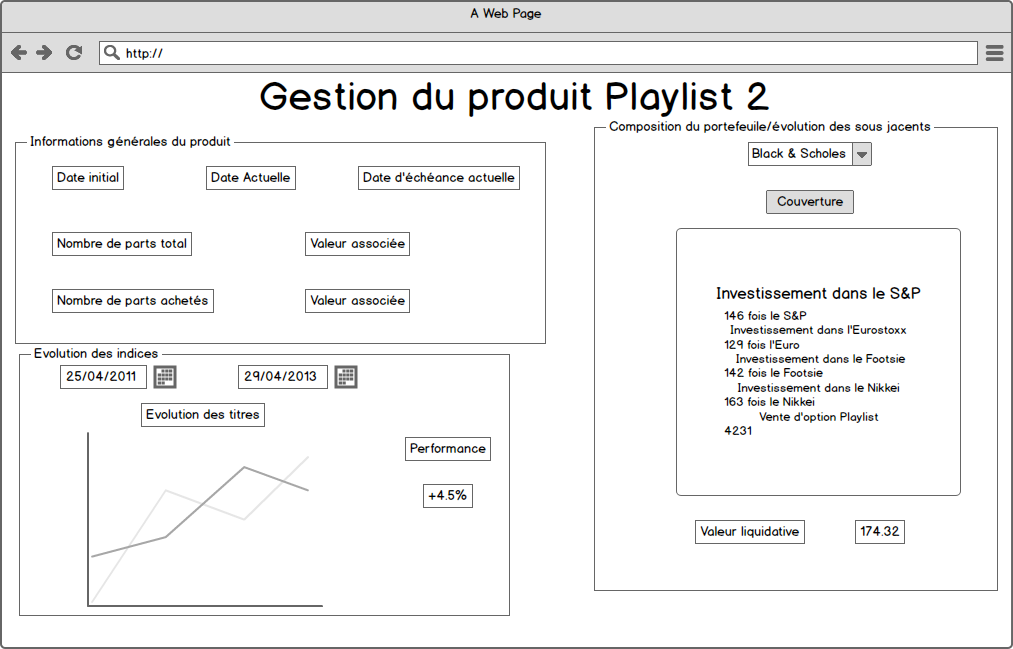 A Web Page
http://
Gestion du produit Playlist 2
Informations générales du produit
Date initial
Date Actuelle
Date d'échéance actuelle
Nombre de parts total
Valeur associée
Nombre de parts achetés
Valeur associée
Evolution des indices
25/04/2011
29/04/2013
Evolution des titres
Performance
+4.5%
Composition du portefeuile/évolution des sous jacents
Black & Scholes
Couverture
Investissement dans le S&P
146 fois le S&P
Investissement dans l'Eurostoxx
129 fois l'Euro
Investissement dans le Footsie
142 fois le Footsie
Investissement dans le Nikkei
163 fois le Nikkei
Vente d'option Playlist
4231
Valeur liquidative
174.32